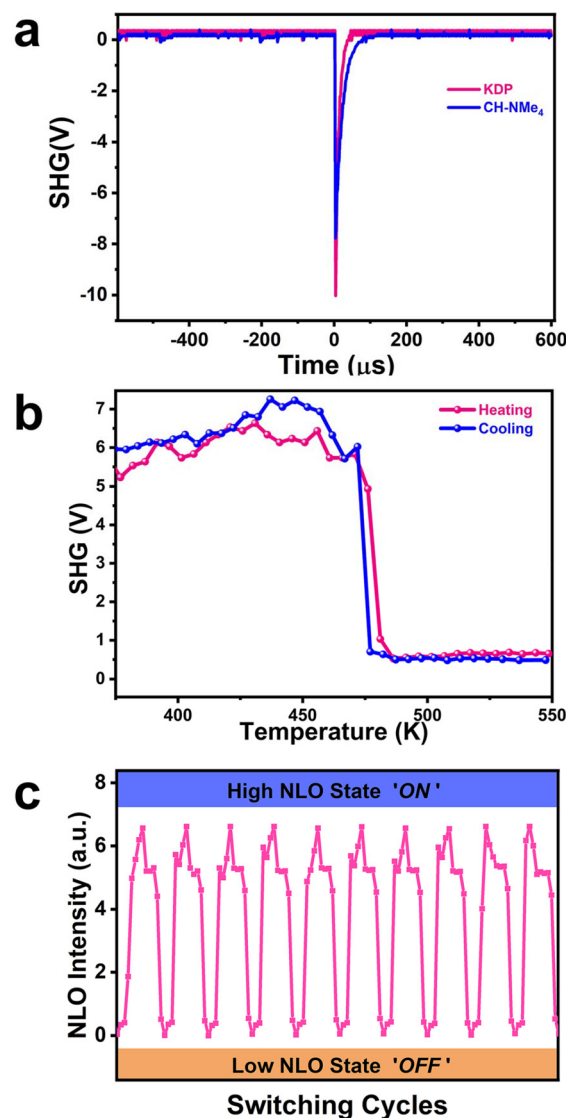 a
0
-2
-4
-6
-8
-10
SHG(V)
KDP
CH-NMe₄
-400 -200 0 200 400 600
Time (μs)
b
7
6
5
4
3
2
1
0
SHG (V)
Heating
Cooling
400 450 500 550
Temperature (K)
c
8
6
4
2
0
NLO Intensity (a.u.)
High NLO State 'ON'
Low NLO State 'OFF'
Switching Cycles